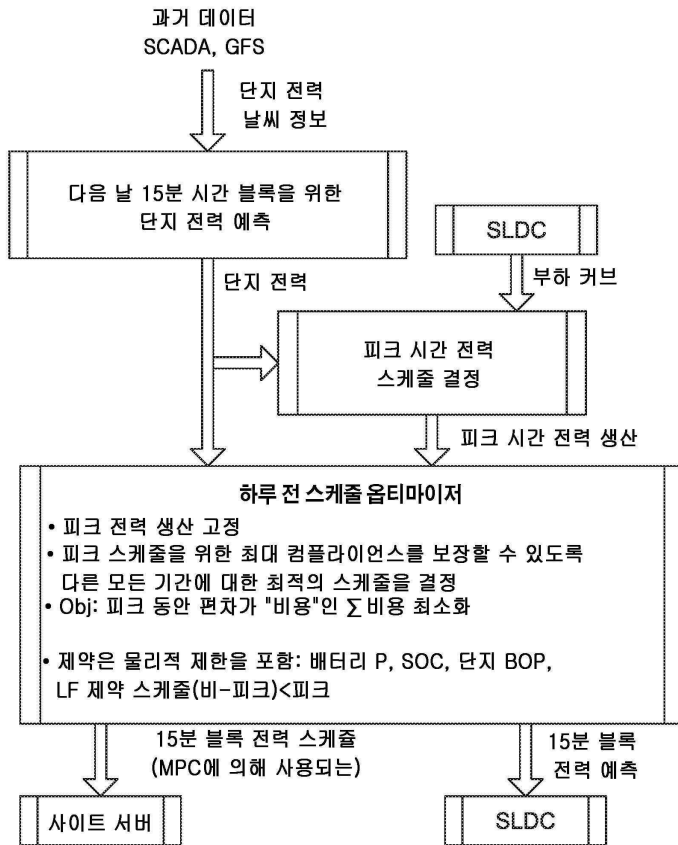 과거 데이터
SCADA, GFS
단지 전력
날씨 정보
다음 날 15분 시간 블록을 위한
단지 전력 예측
SLDC
단지 전력
부하 커브
피크 시간 전력
스케줄 결정
피크 시간 전력 생산
하루 전 스케줄 옵티마이저
• 피크 전력 생산 고정
• 피크 스케줄을 위한 최대 컴플라이언스를 보장할 수 있도록
다른 모든 기간에 대한 최적의 스케줄을 결정
• Obj: 피크 동안 편차가 "비용"인 ∑ 비용 최소화
• 제약은 물리적 제한을 포함: 배터리 P, SOC, 단지 BOP,
LF 제약 스케줄(비-피크)<피크
15분 블록 전력 스케쥴
(MPC에 의해 사용되는)
15분 블록
전력 예측
사이트 서버
SLDC